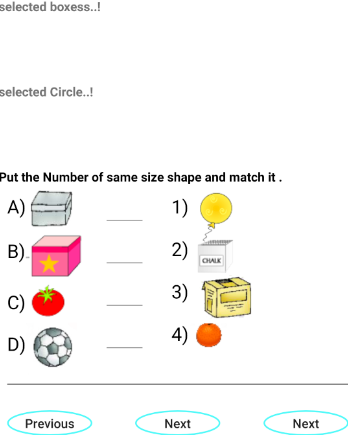 selected boxess..!
selected Circle..!
Put the Number of same size shape and match it .
A) 1)
B) 2)
CHALK
C) 3)
D) 4)
Previous Next Next